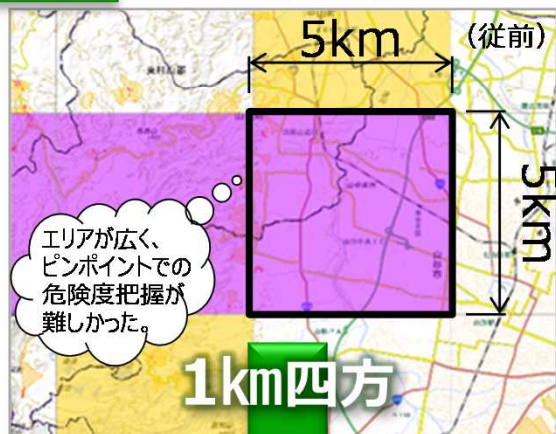 5km
(従前)
5km
エリアが広く、
ピンポイントでの
危険度把握が
難しかった。
1km四方